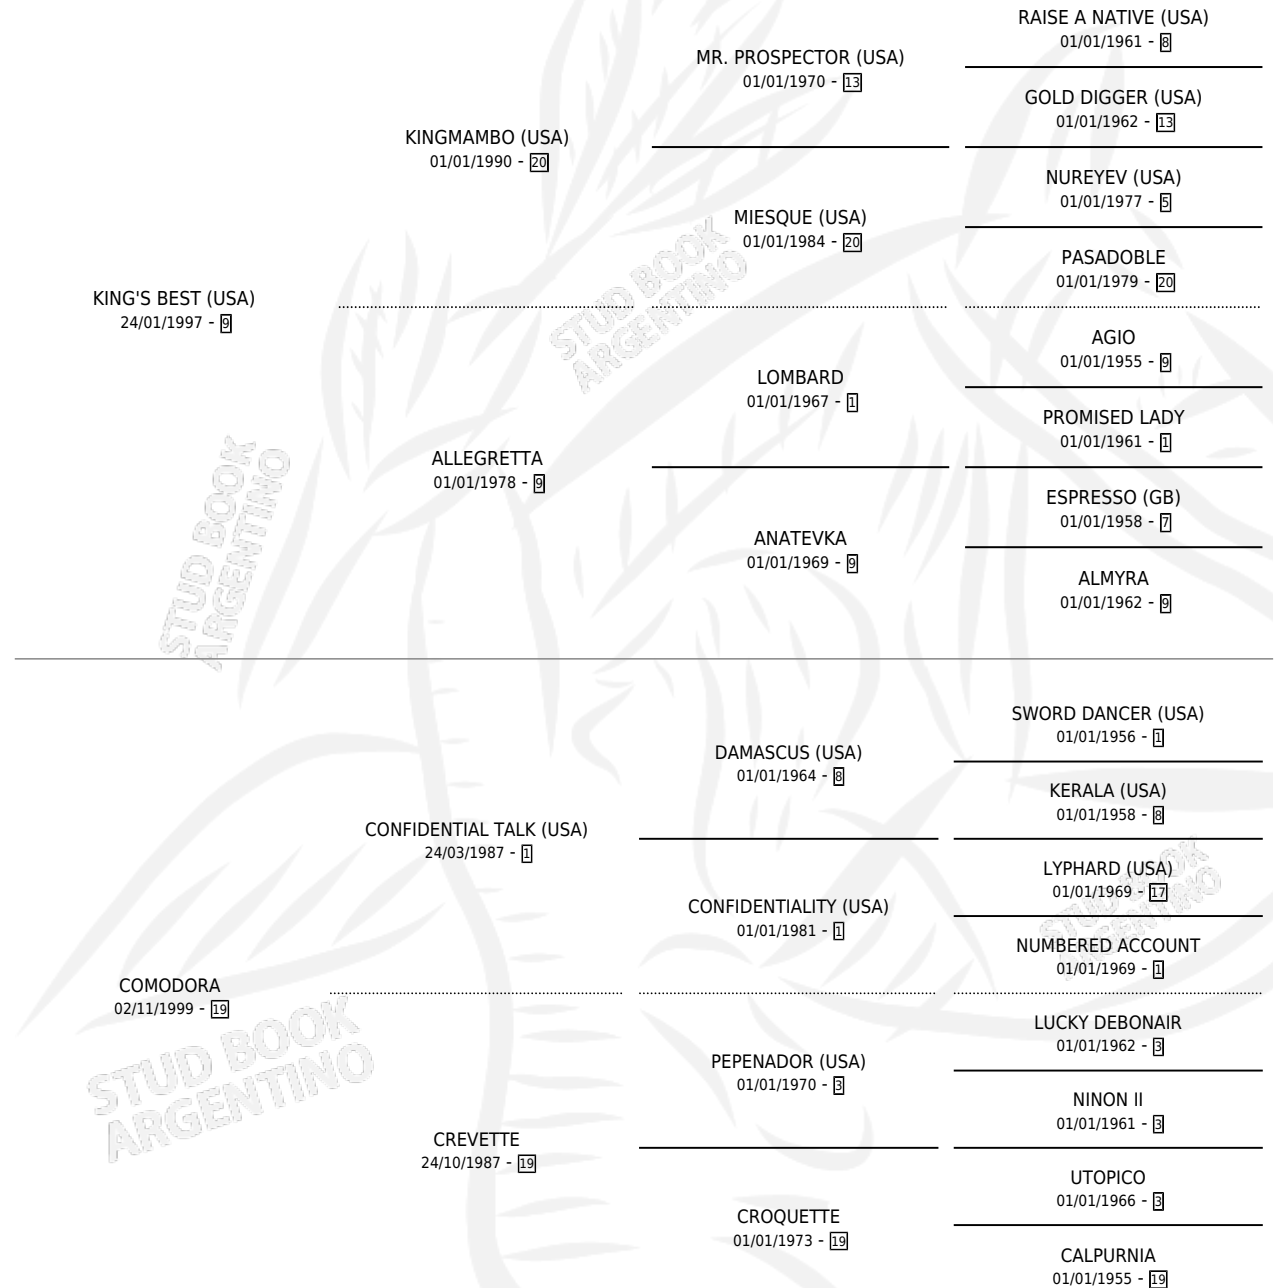 RAISE A NATIVE (USA)
01/01/1961 - 8
MR. PROSPECTOR (USA)
01/01/1970 - 13
GOLD DIGGER (USA)
01/01/1962 - 13
KINGMAMBO (USA)
01/01/1990 - 20
NUREYEV (USA)
01/01/1977 - 5
MIESQUE (USA)
01/01/1984 - 20
PASADOBLE
01/01/1979 - 20
KING'S BEST (USA)
24/01/1997 - 9
AGIO
01/01/1955 - 9
LOMBARD
01/01/1967 - 1
PROMISED LADY
01/01/1961 - 1
ALLEGRETTA
01/01/1978 - 9
ESPRESSO (GB)
01/01/1958 - 7
ANATEVKA
01/01/1969 - 9
ALMYRA
01/01/1962 - 9
SWORD DANCER (USA)
01/01/1956 - 1
DAMASCUS (USA)
01/01/1964 - 8
KERALA (USA)
01/01/1958 - 8
CONFIDENTIAL TALK (USA)
24/03/1987 - 1
LYPHARD (USA)
01/01/1969 - 17
CONFIDENTIALITY (USA)
01/01/1981 - 1
NUMBERED ACCOUNT
01/01/1969 - 1
COMODORA
02/11/1999 - 19
LUCKY DEBONAIR
01/01/1962 - 3
PEPENADOR (USA)
01/01/1970 - 3
NINON II
01/01/1961 - 3
CREVETTE
24/10/1987 - 19
UTOPICO
01/01/1966 - 3
CROQUETTE
01/01/1973 - 19
CALPURNIA
01/01/1955 - 19
STUD BOOK
ARGENTINO
STUD BOOK
ARGENTINO
STUD BOOK
ARGENTINO
STUD BOOK
ARGENTINO